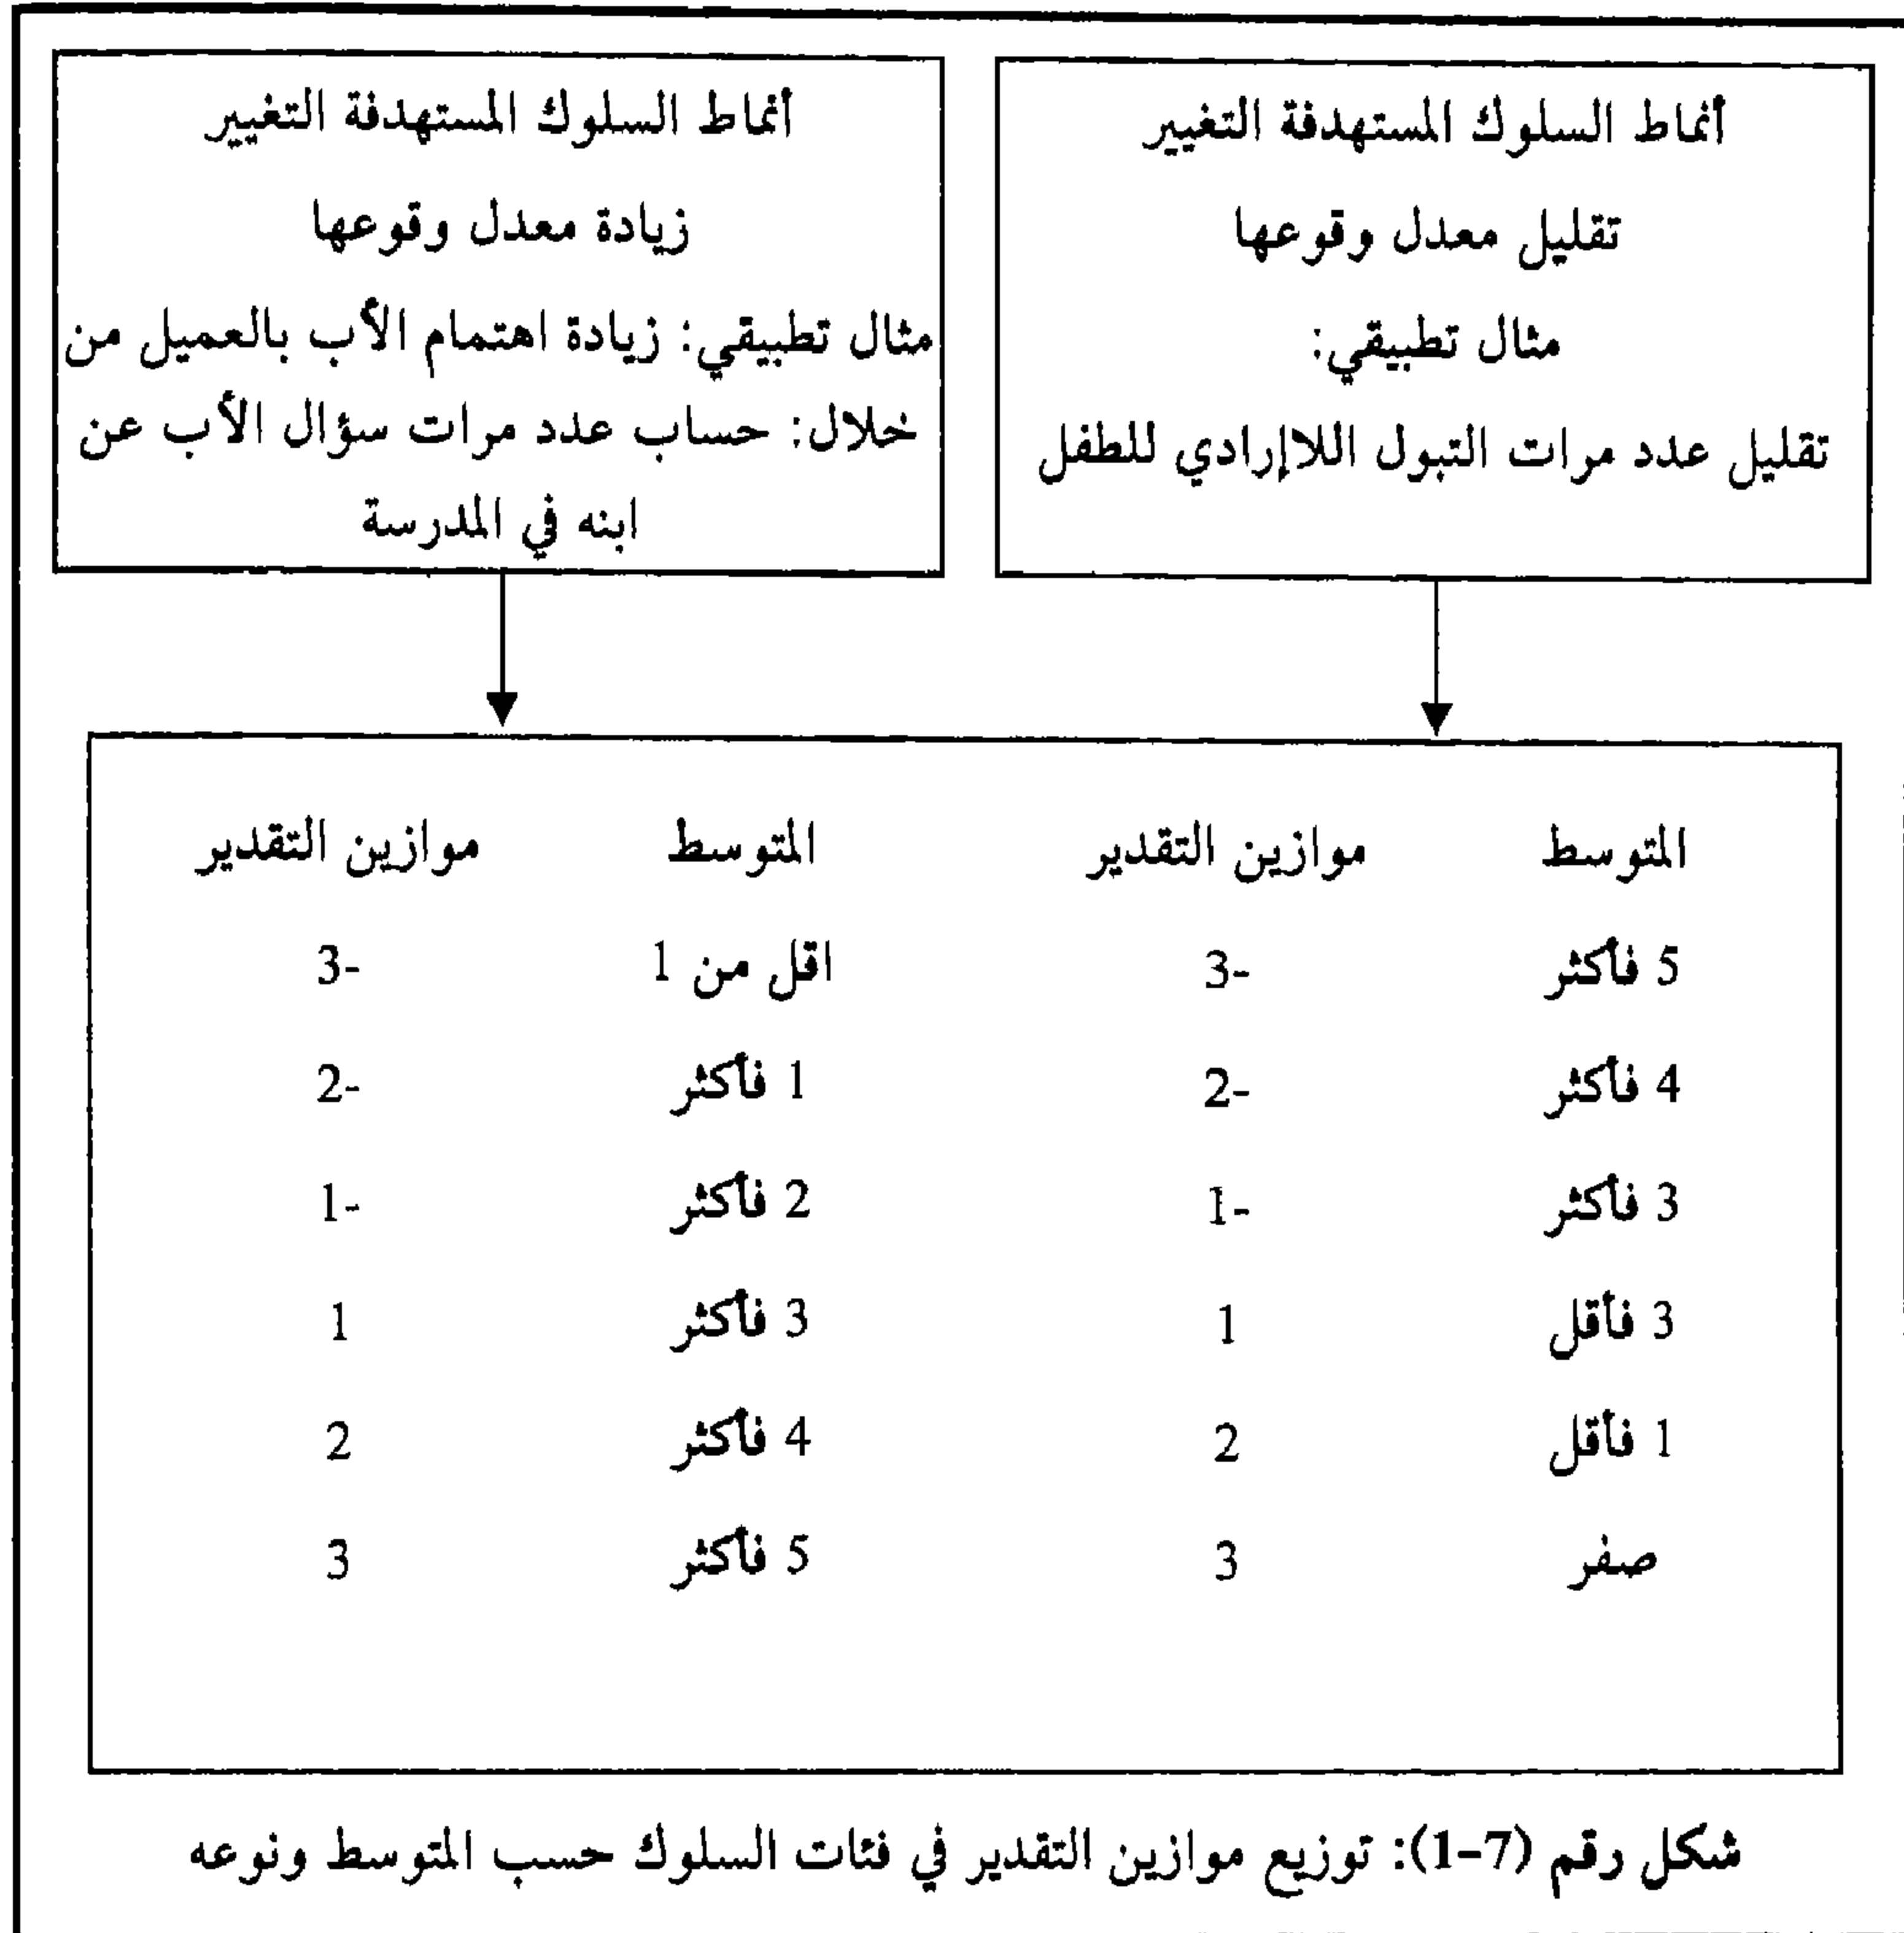 أنماط السلوك المستهدفة التغيير
تقليل معدل وقوعها
مثال تطبيقي:
تقليل عدد مرات التبول اللاإرادي للطفل
أنماط السلوك المستهدفة التغيير
زيادة معدل وقوعها
مثال تطبيقي: زيادة اهتمام الأب بالعميل من
خلال: حساب عدد مرات سؤال الأب عن
ابنه في المدرسة
المتوسط موازين التقدير المتوسط موازين التقدير
5 فأكثر -3 اقل من 1 -3
4 فأكثر -2 1 فأكثر -2
3 فأكثر -1 2 فأكثر -1
3 فأقل 1 3 فأكثر 1
1 فأقل 2 4 فأكثر 2
صفر 3 5 فأكثر 3
شكل رقم (7-1): توزيع موازين التقدير في فئات السلوك حسب المتوسط ونوعه